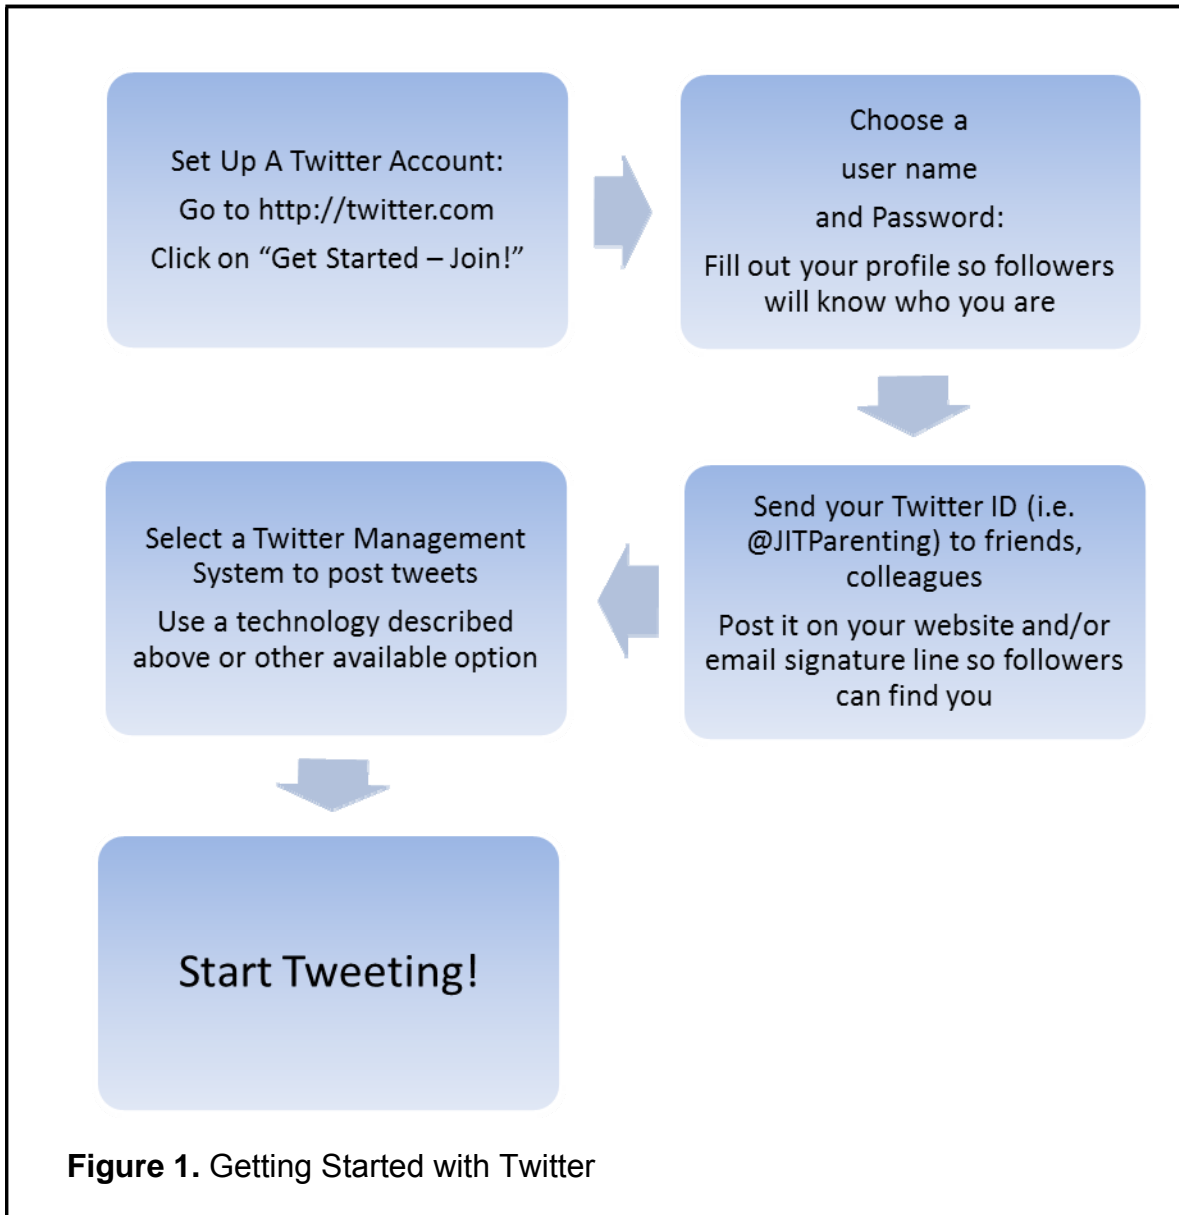 Set Up A Twitter Account:
Go to http://twitter.com
Click on “Get Started – Join!”
Choose a
user name
and Password:
Fill out your profile so followers
will know who you are
Send your Twitter ID (i.e.
@JITParenting) to friends,
colleagues
Post it on your website and/or
email signature line so followers
can find you
Select a Twitter Management
System to post tweets
Use a technology described
above or other available option
Start Tweeting!
Figure 1. Getting Started with Twitter